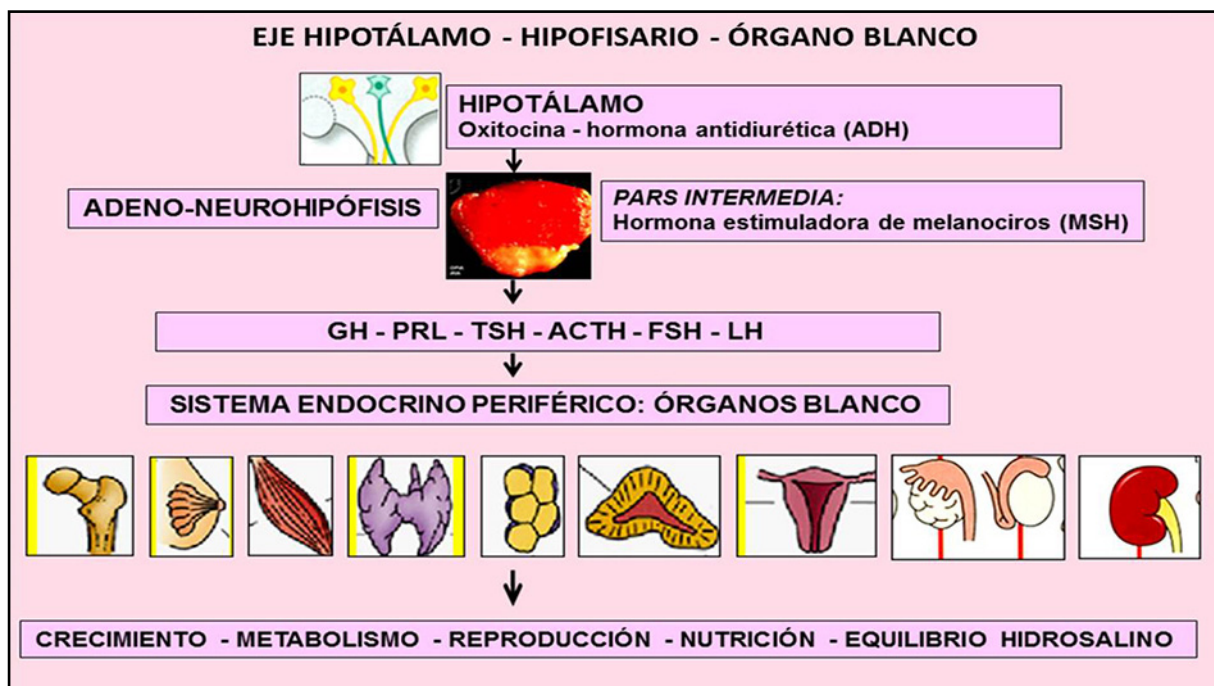 EJE HIPOTÁLAMO - HIPOFISARIO - ÓRGANO BLANCO
HIPOTÁLAMO
Oxitocina - hormona antidiurética (ADH)
ADENO-NEUROHIPÓFISIS
PARS INTERMEDIA:
Hormona estimuladora de melanociros (MSH)
GH - PRL - TSH - ACTH - FSH - LH
SISTEMA ENDOCRINO PERIFÉRICO: ÓRGANOS BLANCO
CRECIMIENTO - METABOLISMO - REPRODUCCIÓN - NUTRICIÓN - EQUILIBRIO HIDROSALINO